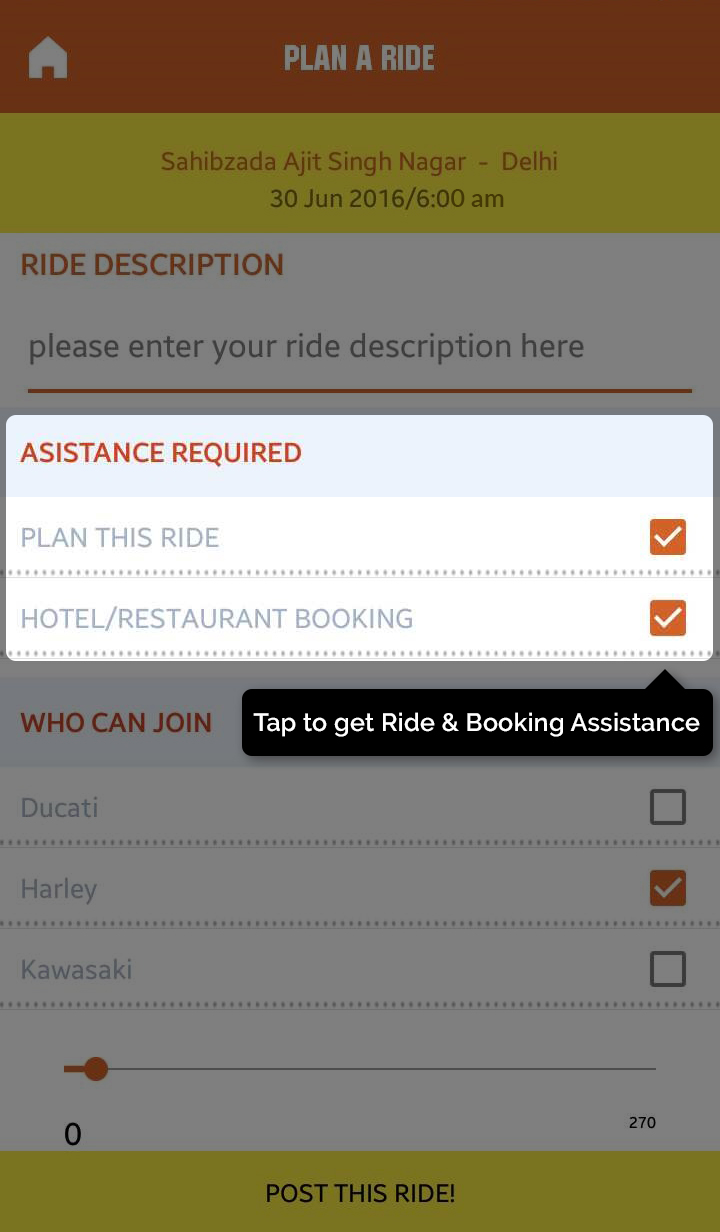 PLAN A RIDE
Sahibzada Ajit Singh Nagar - Delhi
30 Jun 2016/6:00 am
RIDE DESCRIPTION
please enter your ride description here
ASISTANCE REQUIRED
PLAN THIS RIDE
HOTEL/RESTAURANT BOOKING
WHO CAN JOIN
Tap to get Ride & Booking Assistance
Ducati
Harley
Kawasaki
0
270
POST THIS RIDE!